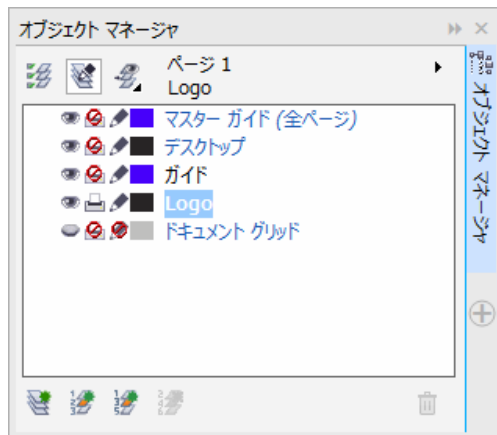 オブジェクト マネージャ
ページ 1
Logo
マスター ガイド (全ページ)
デスクトップ
ガイド
Logo
ドキュメント グリッド
オブジェクト マネージャ